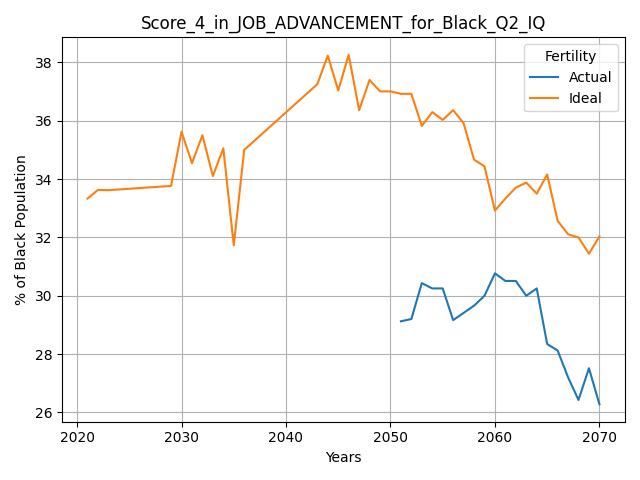 Score_4_in_JOB_ADVANCEMENT_for_Black_Q2_IQ
Fertility
Actual
Ideal
% of Black Population
38
36
34
32
30
28
26
2020
2030
2040
2050
2060
2070
Years